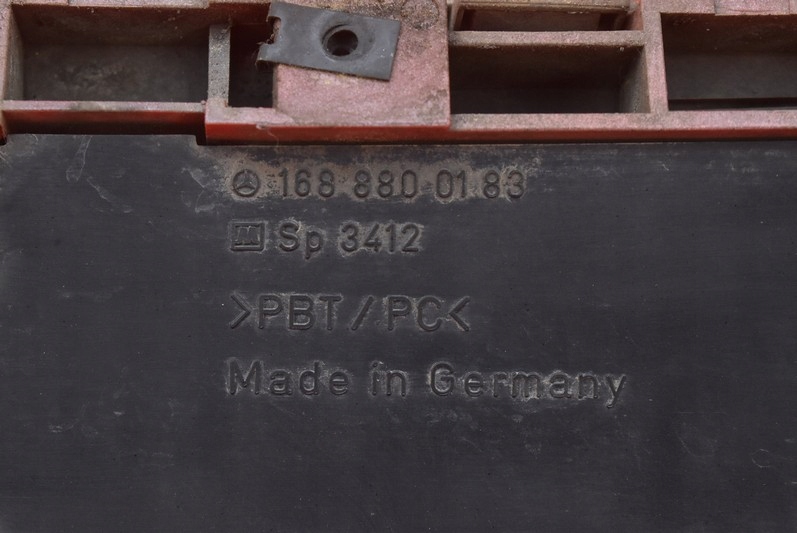 168 880 01 83
Sp 3412
>PBT/PC<
Made in Germany